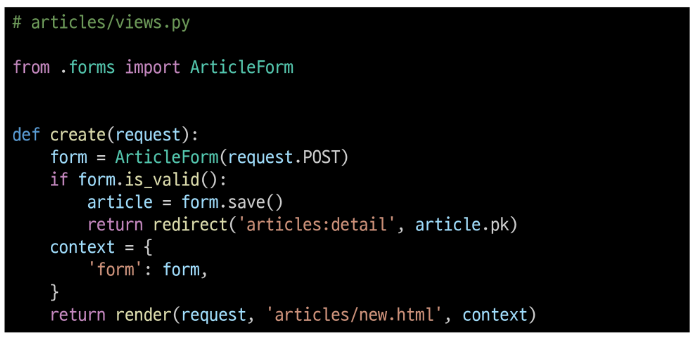 # articles/views.py
from .forms import ArticleForm
def create(request):
    form = ArticleForm(request.POST)
    if form.is_valid():
        article = form.save()
        return redirect('articles:detail', article.pk)
    context = {
        'form': form,
    }
    return render(request, 'articles/new.html', context)